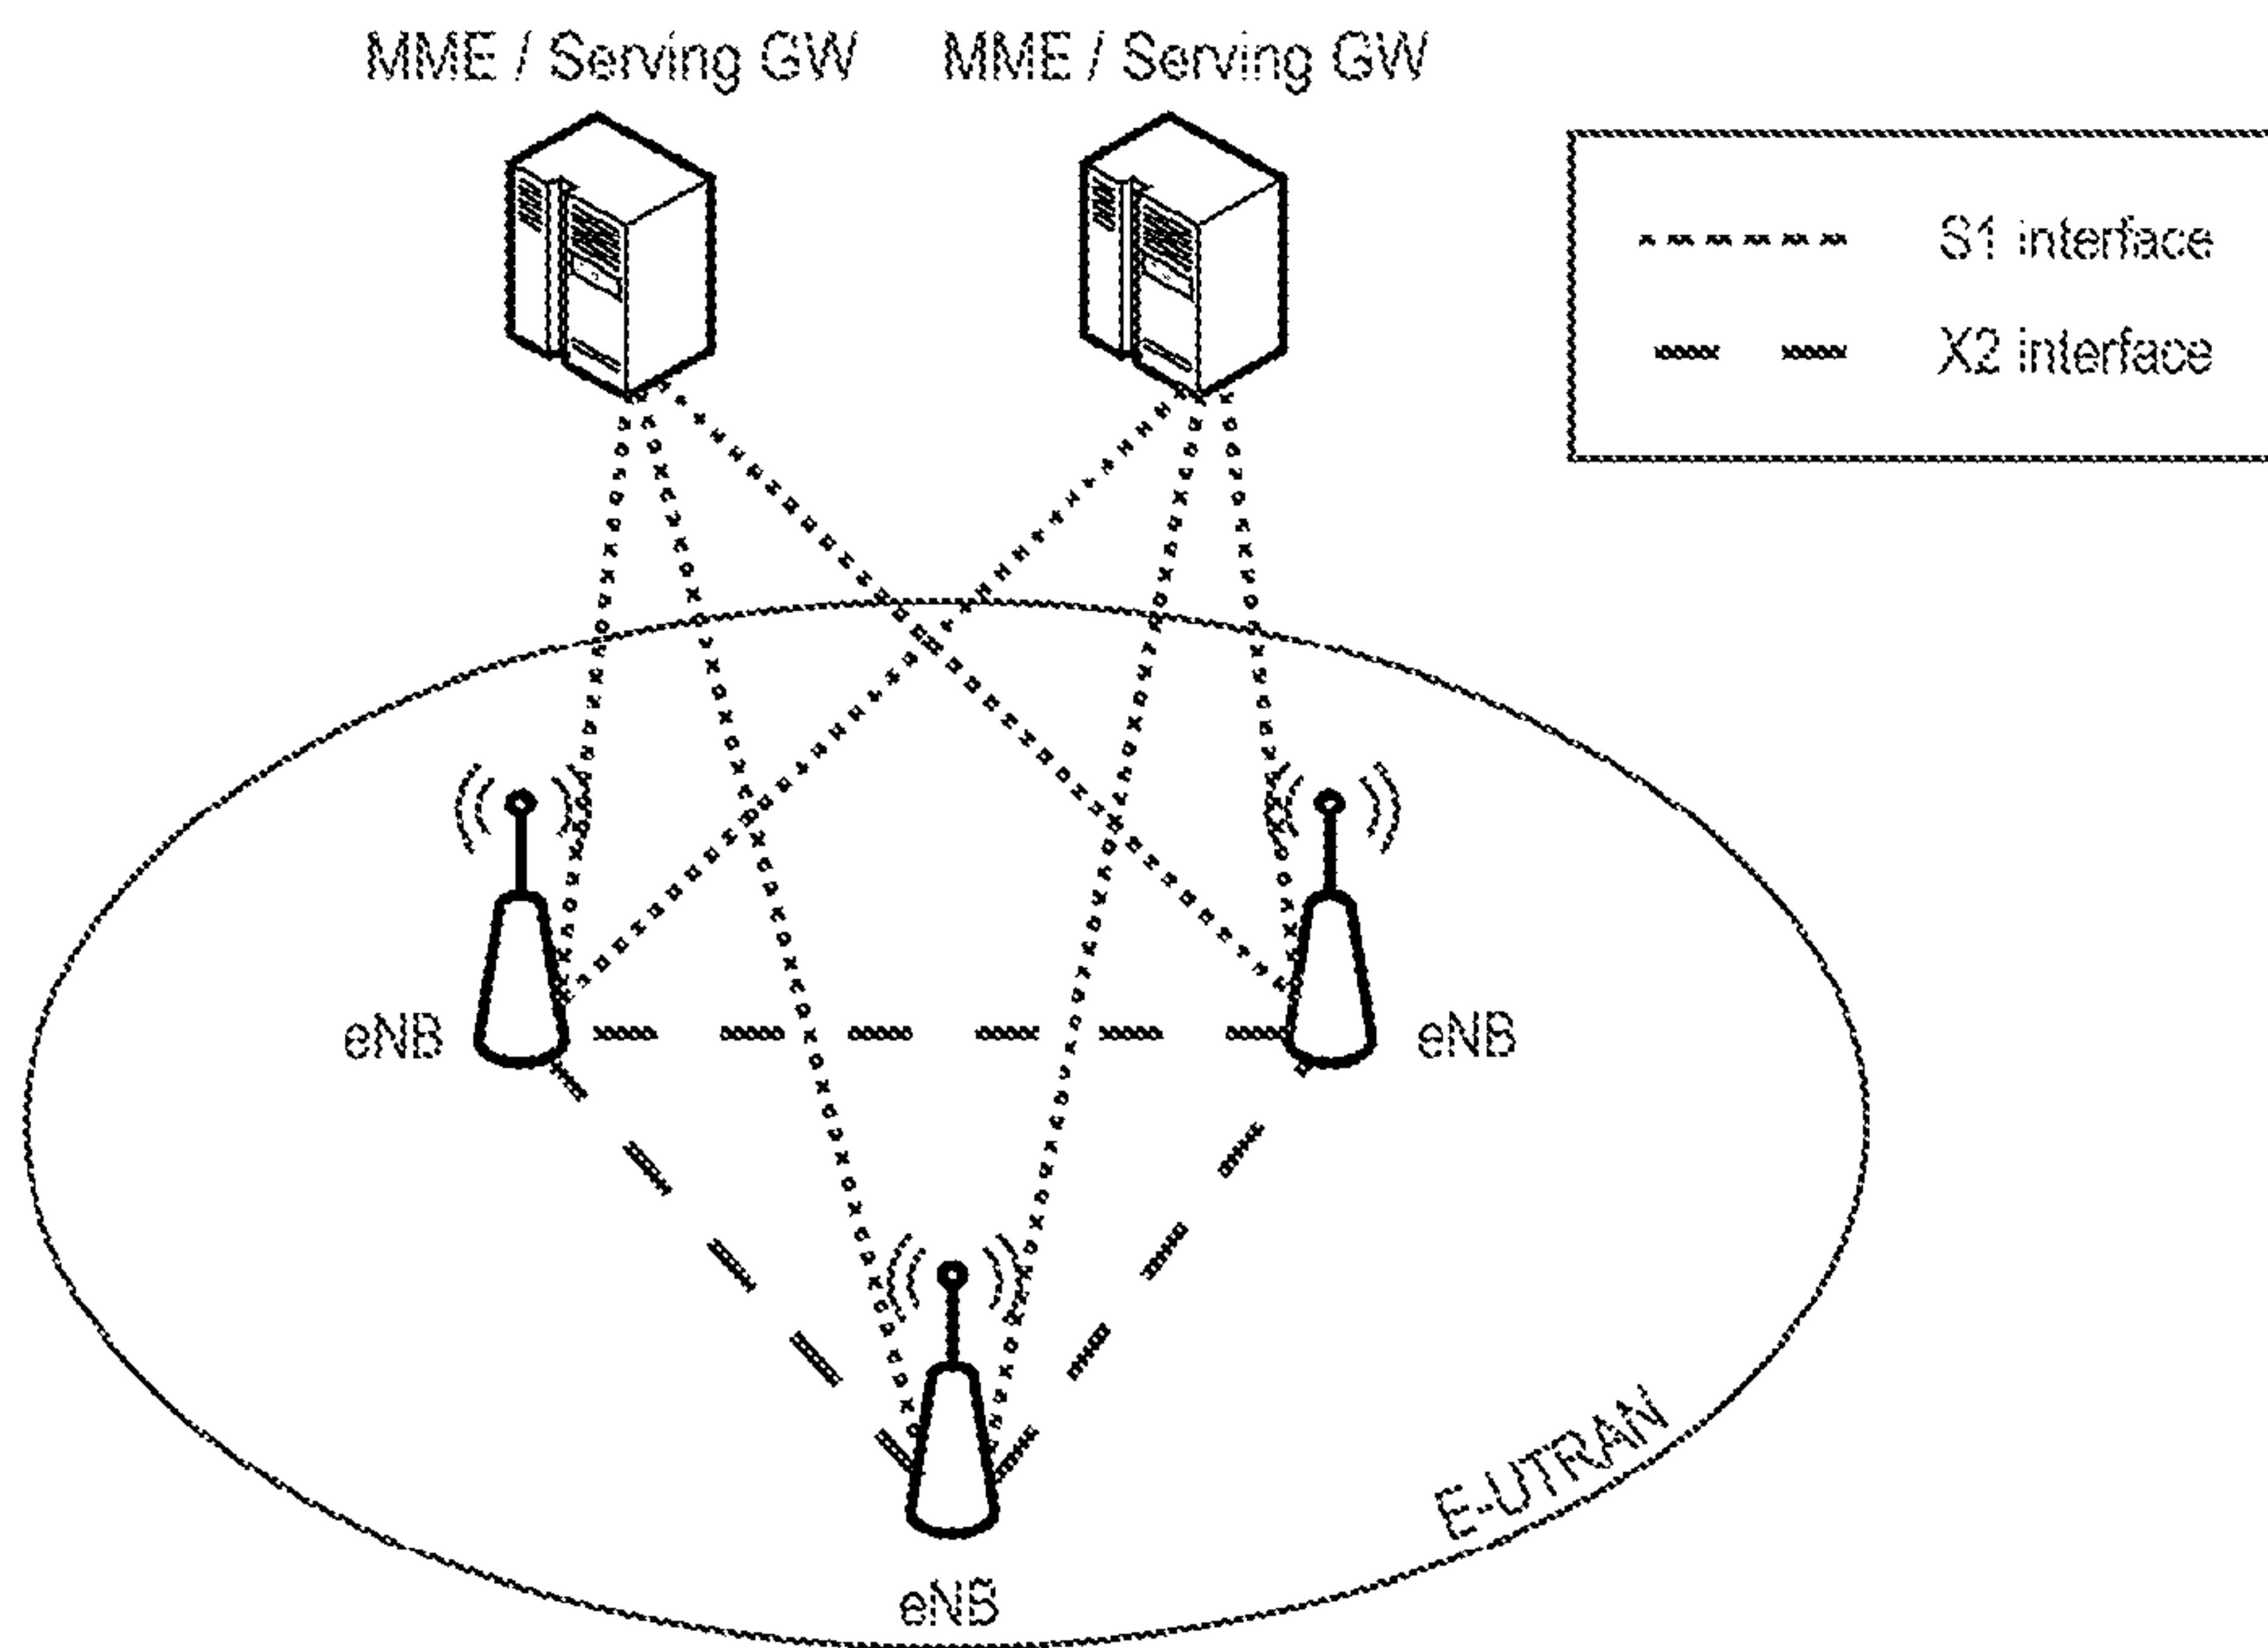 MME / Serving GW
MME / Serving GW
S1 interface
X2 interface
eNB
eNB
E-UTRAN
eNB